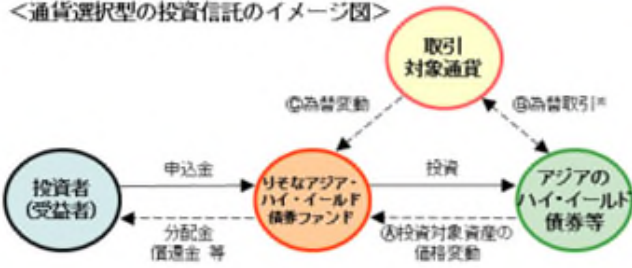 <通貨選択型の投資信託のイメージ図>
取引
対象通貨
Ⓒ為替変動
Ⓑ為替取引※
投資者
(受益者)
申込金
分配金
償還金 等
りそなアジア・
ハイ・イールド
債券ファンド
投資
Ⓐ投資対象資産の
価格変動
アジアの
ハイ・イールド
債券等